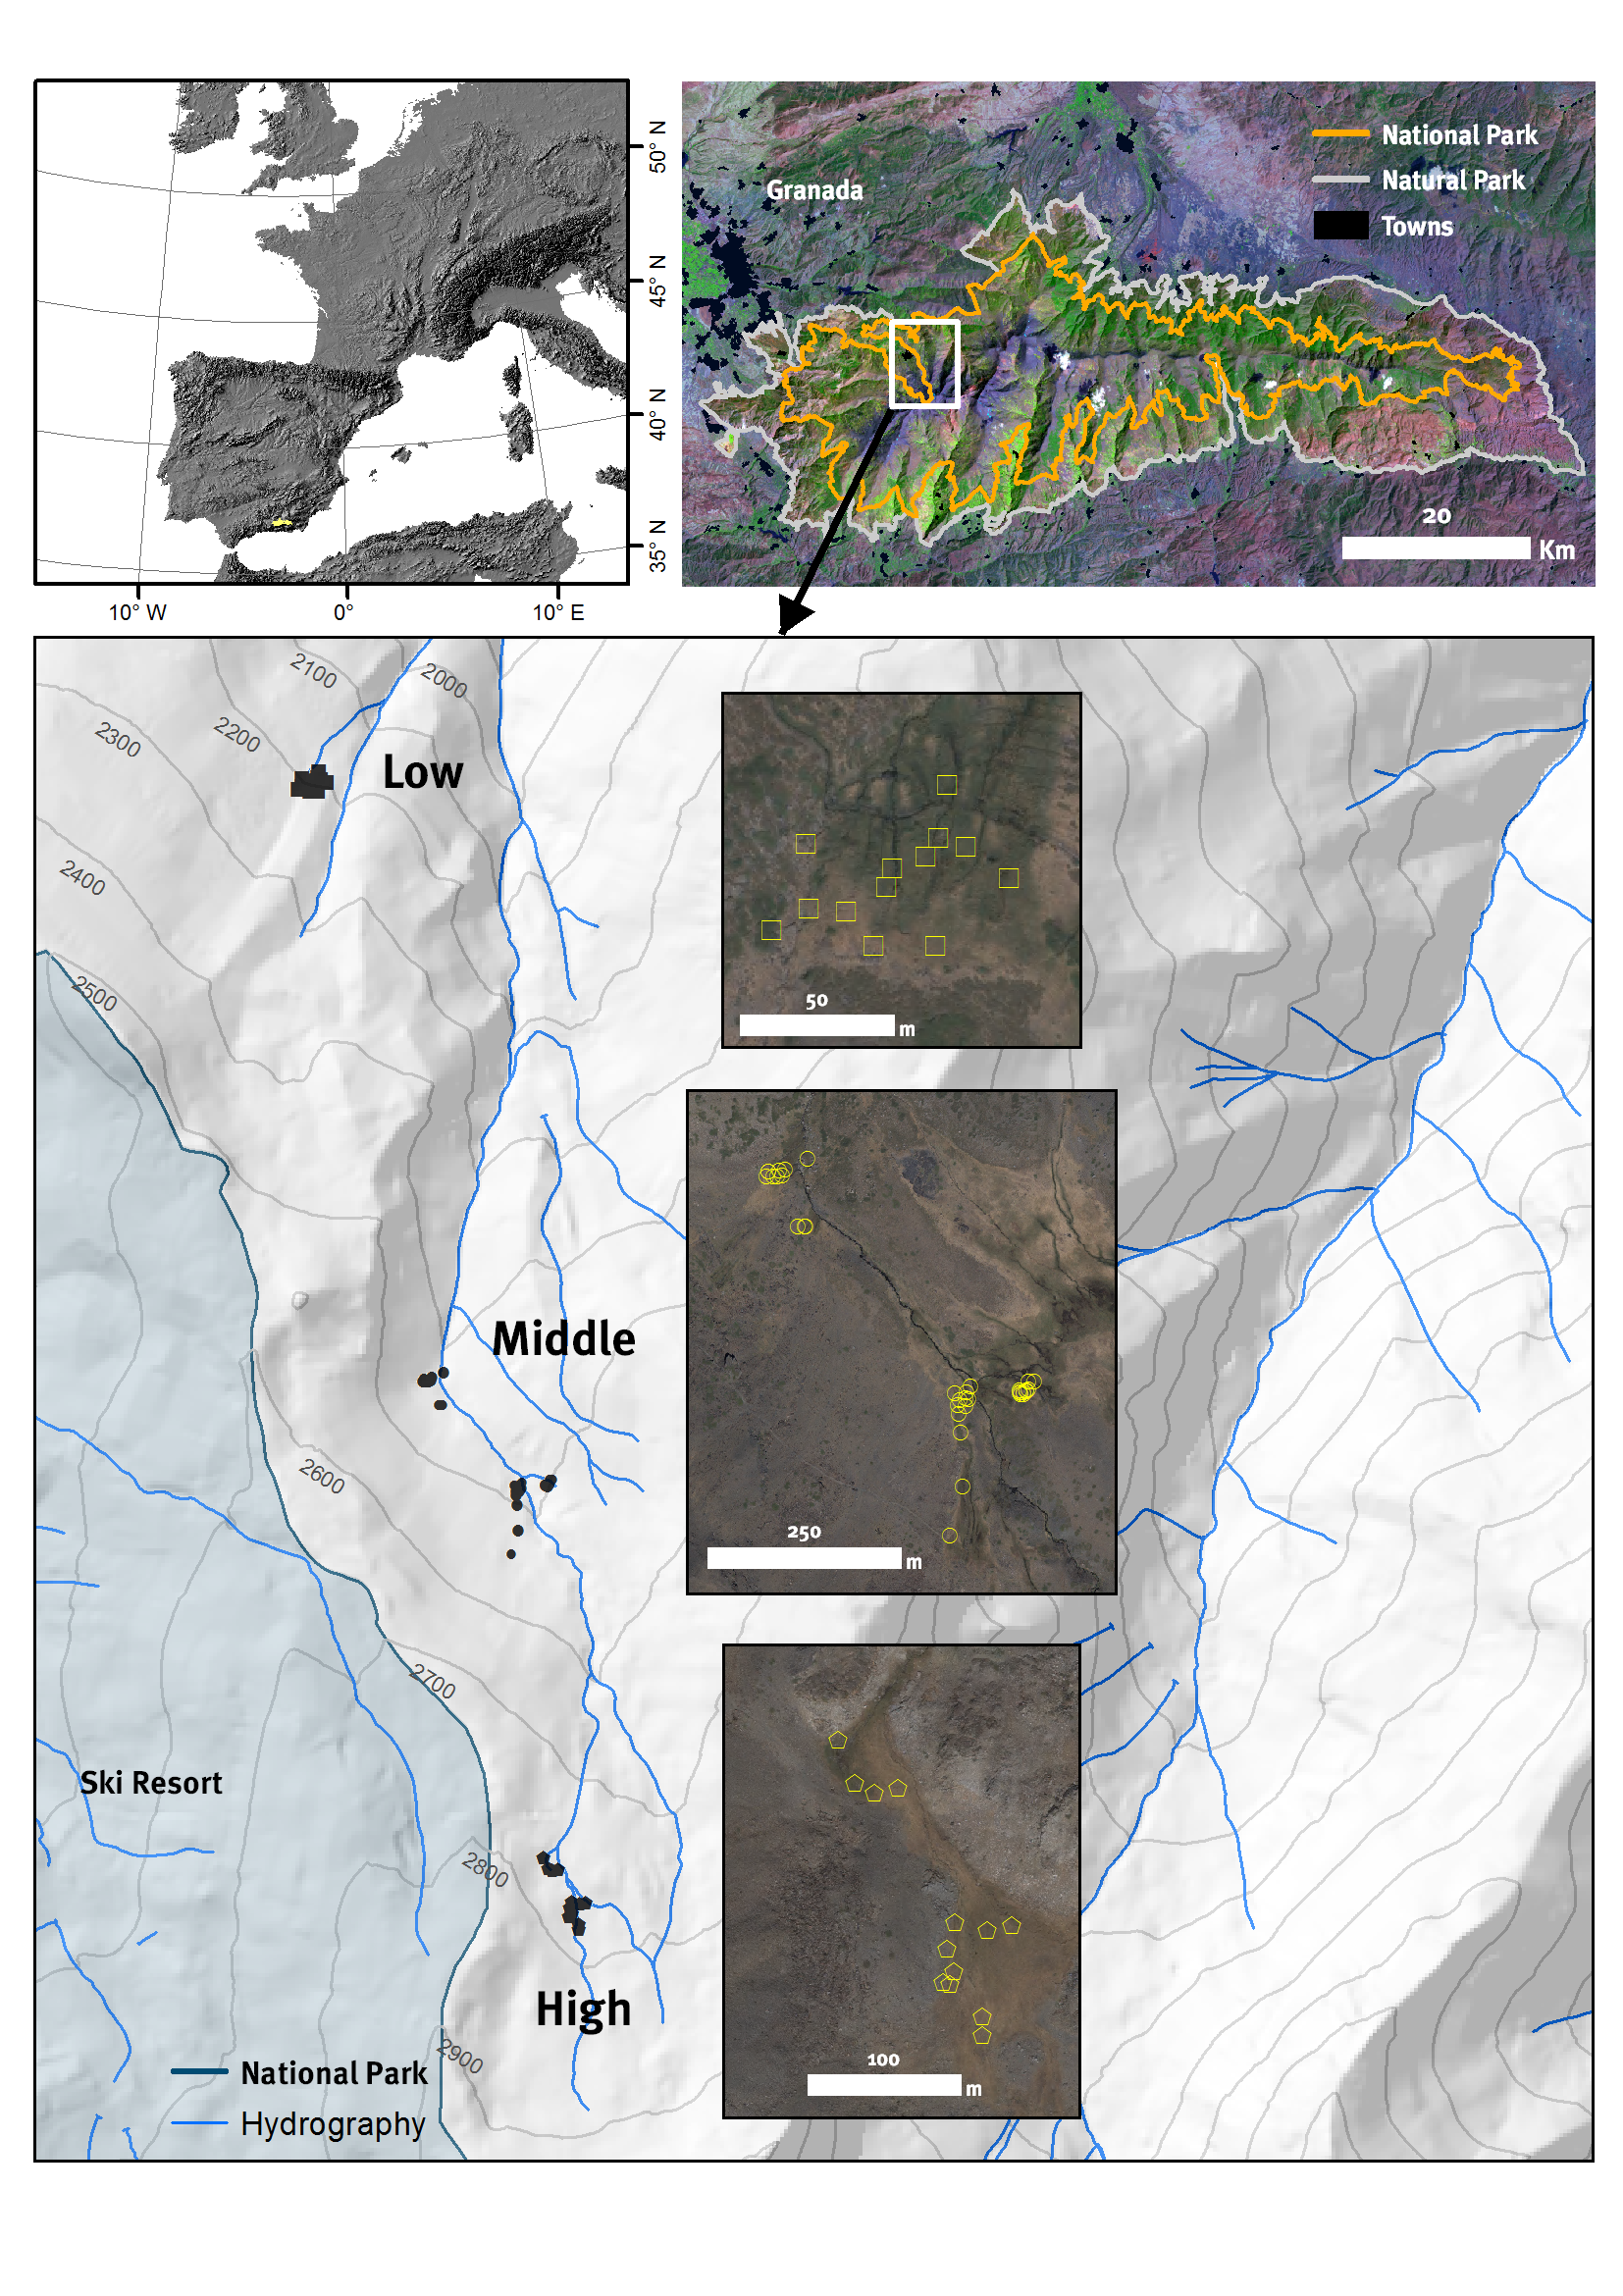 50° N
45° N
40° N
35° N
10° W
0°
10° E
Granada
National Park
Natural Park
Towns
20
Km
2100
2000
2200
2300
Low
2400
2500
50
m
Middle
2600
250
m
2700
Ski Resort
2800
High
2900
100
m
National Park
Hydrography